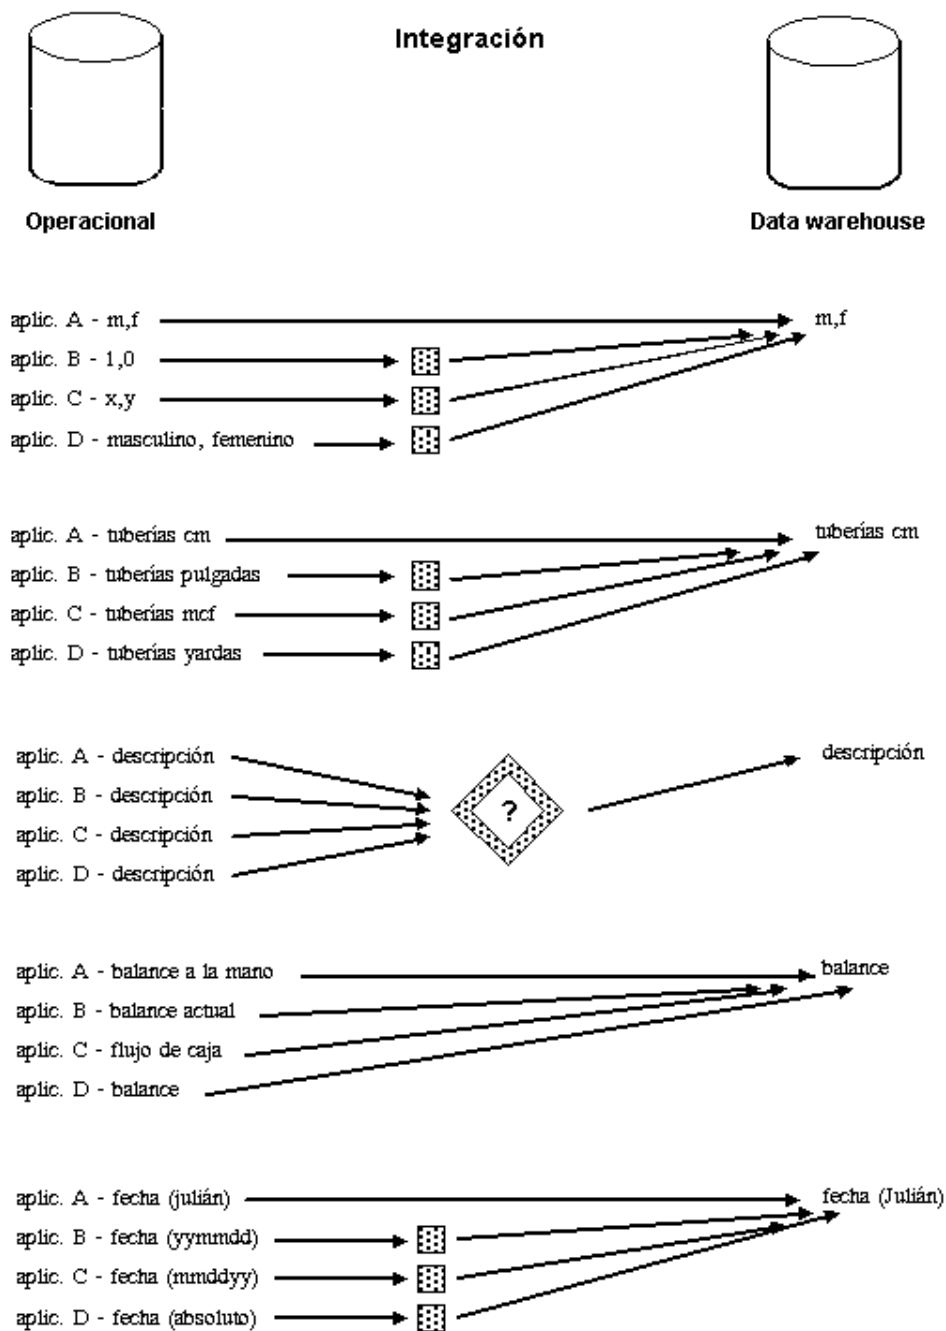 Integración
Operacional
Data warehouse
aplic. A - m,f
m,f
aplic. B - 1,0
aplic. C - x,y
aplic. D - masculino, femenino
aplic. A - tuberías cm
tuberías cm
aplic. B - tuberías pulgadas
aplic. C - tuberías mcf
aplic. D - tuberías yardas
aplic. A - descripción
descripción
aplic. B - descripción
?
aplic. C - descripción
aplic. D - descripción
aplic. A - balance a la mano
balance
aplic. B - balance actual
aplic. C - flujo de caja
aplic. D - balance
aplic. A - fecha (julián)
fecha (Julián)
aplic. B - fecha (yymmdd)
aplic. C - fecha (mmddyy)
aplic. D - fecha (absoluto)